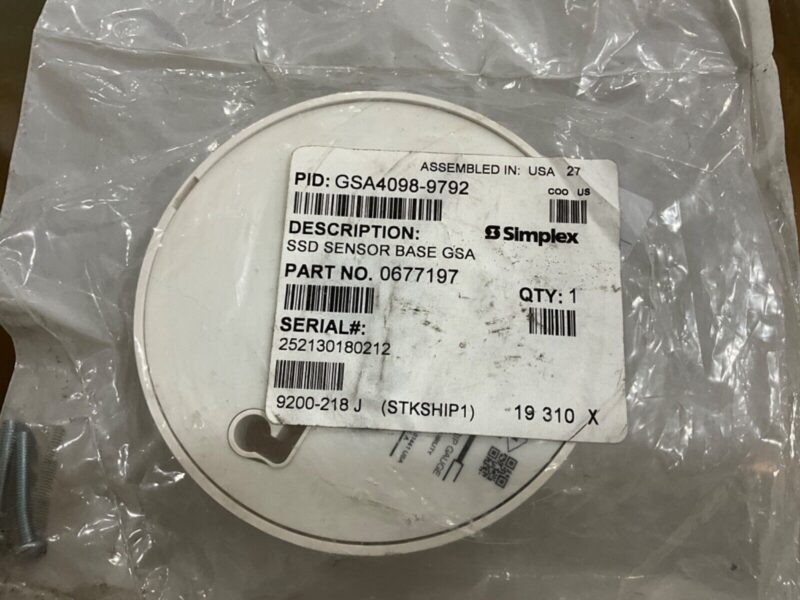 ASSEMBLED IN: USA 27
PID: GSA4098-9792
COO US
DESCRIPTION:
Simplex
SSD SENSOR BASE GSA
PART NO. 0677197
QTY: 1
SERIAL#:
252130180212
9200-218 J (STKSHIP1) 19 310 X
GAUGE